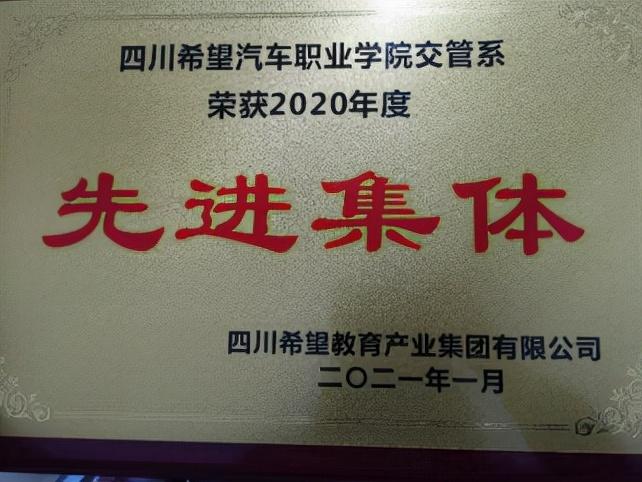 四川希望汽车职业学院交管系
荣获2020年度
先进集体
四川希望教育产业集团有限公司
二〇二一年一月